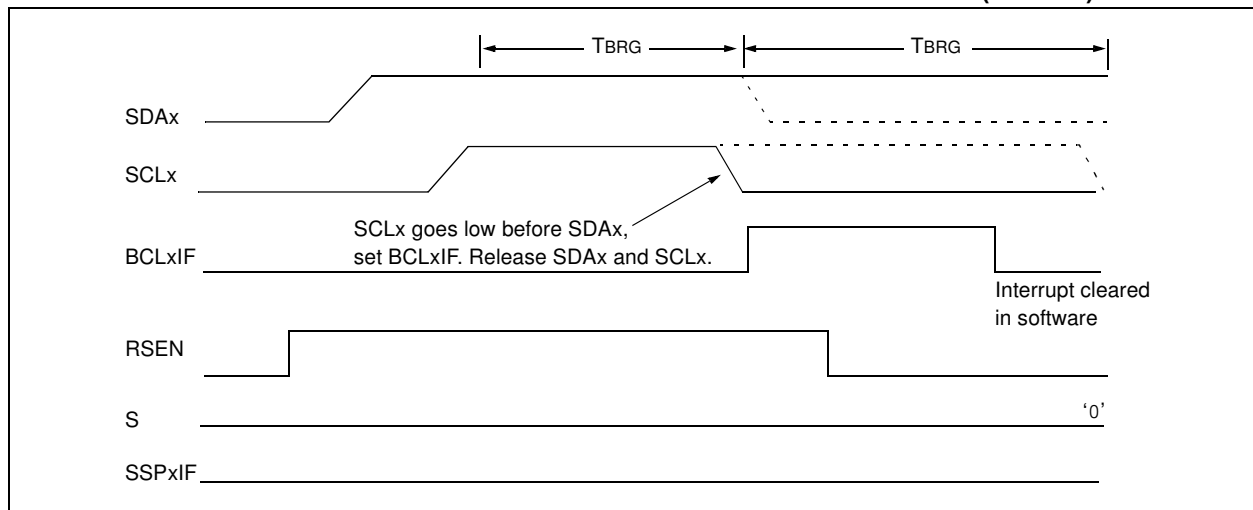 TBRG TBRG
SDAx
SCLx
SCLx goes low before SDAx,
set BCLxIF. Release SDAx and SCLx.
BCLxIF
Interrupt cleared
in software
RSEN
S
‘0’
SSPxIF